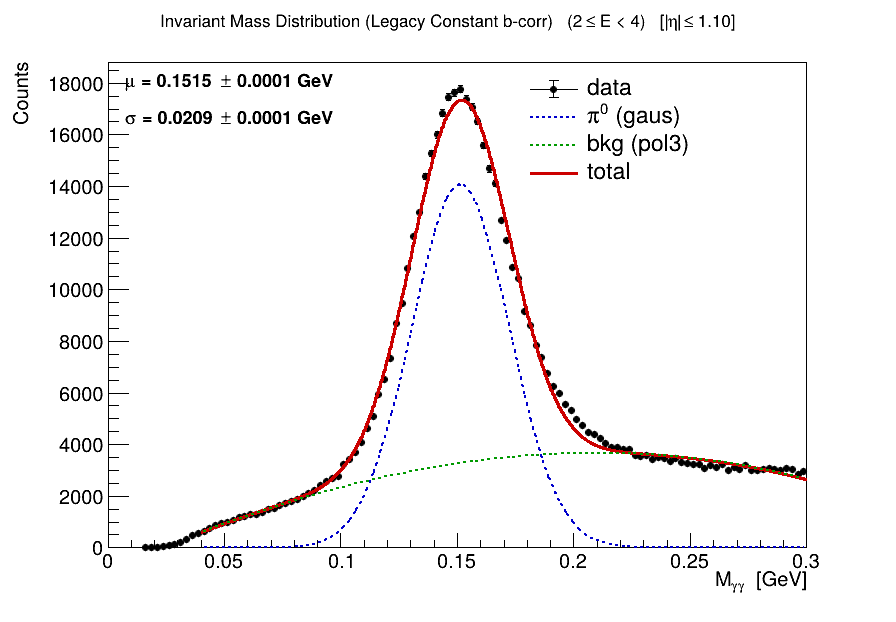 Invariant Mass Distribution (Legacy Constant b-corr) (2 ≤ E < 4) [|η| ≤ 1.10]
Counts
μ = 0.1515 ± 0.0001 GeV
σ = 0.0209 ± 0.0001 GeV
data
π⁰ (gaus)
bkg (pol3)
total
18000
16000
14000
12000
10000
8000
6000
4000
2000
0
0 0.05 0.1 0.15 0.2 0.25 0.3
Mγγ [GeV]